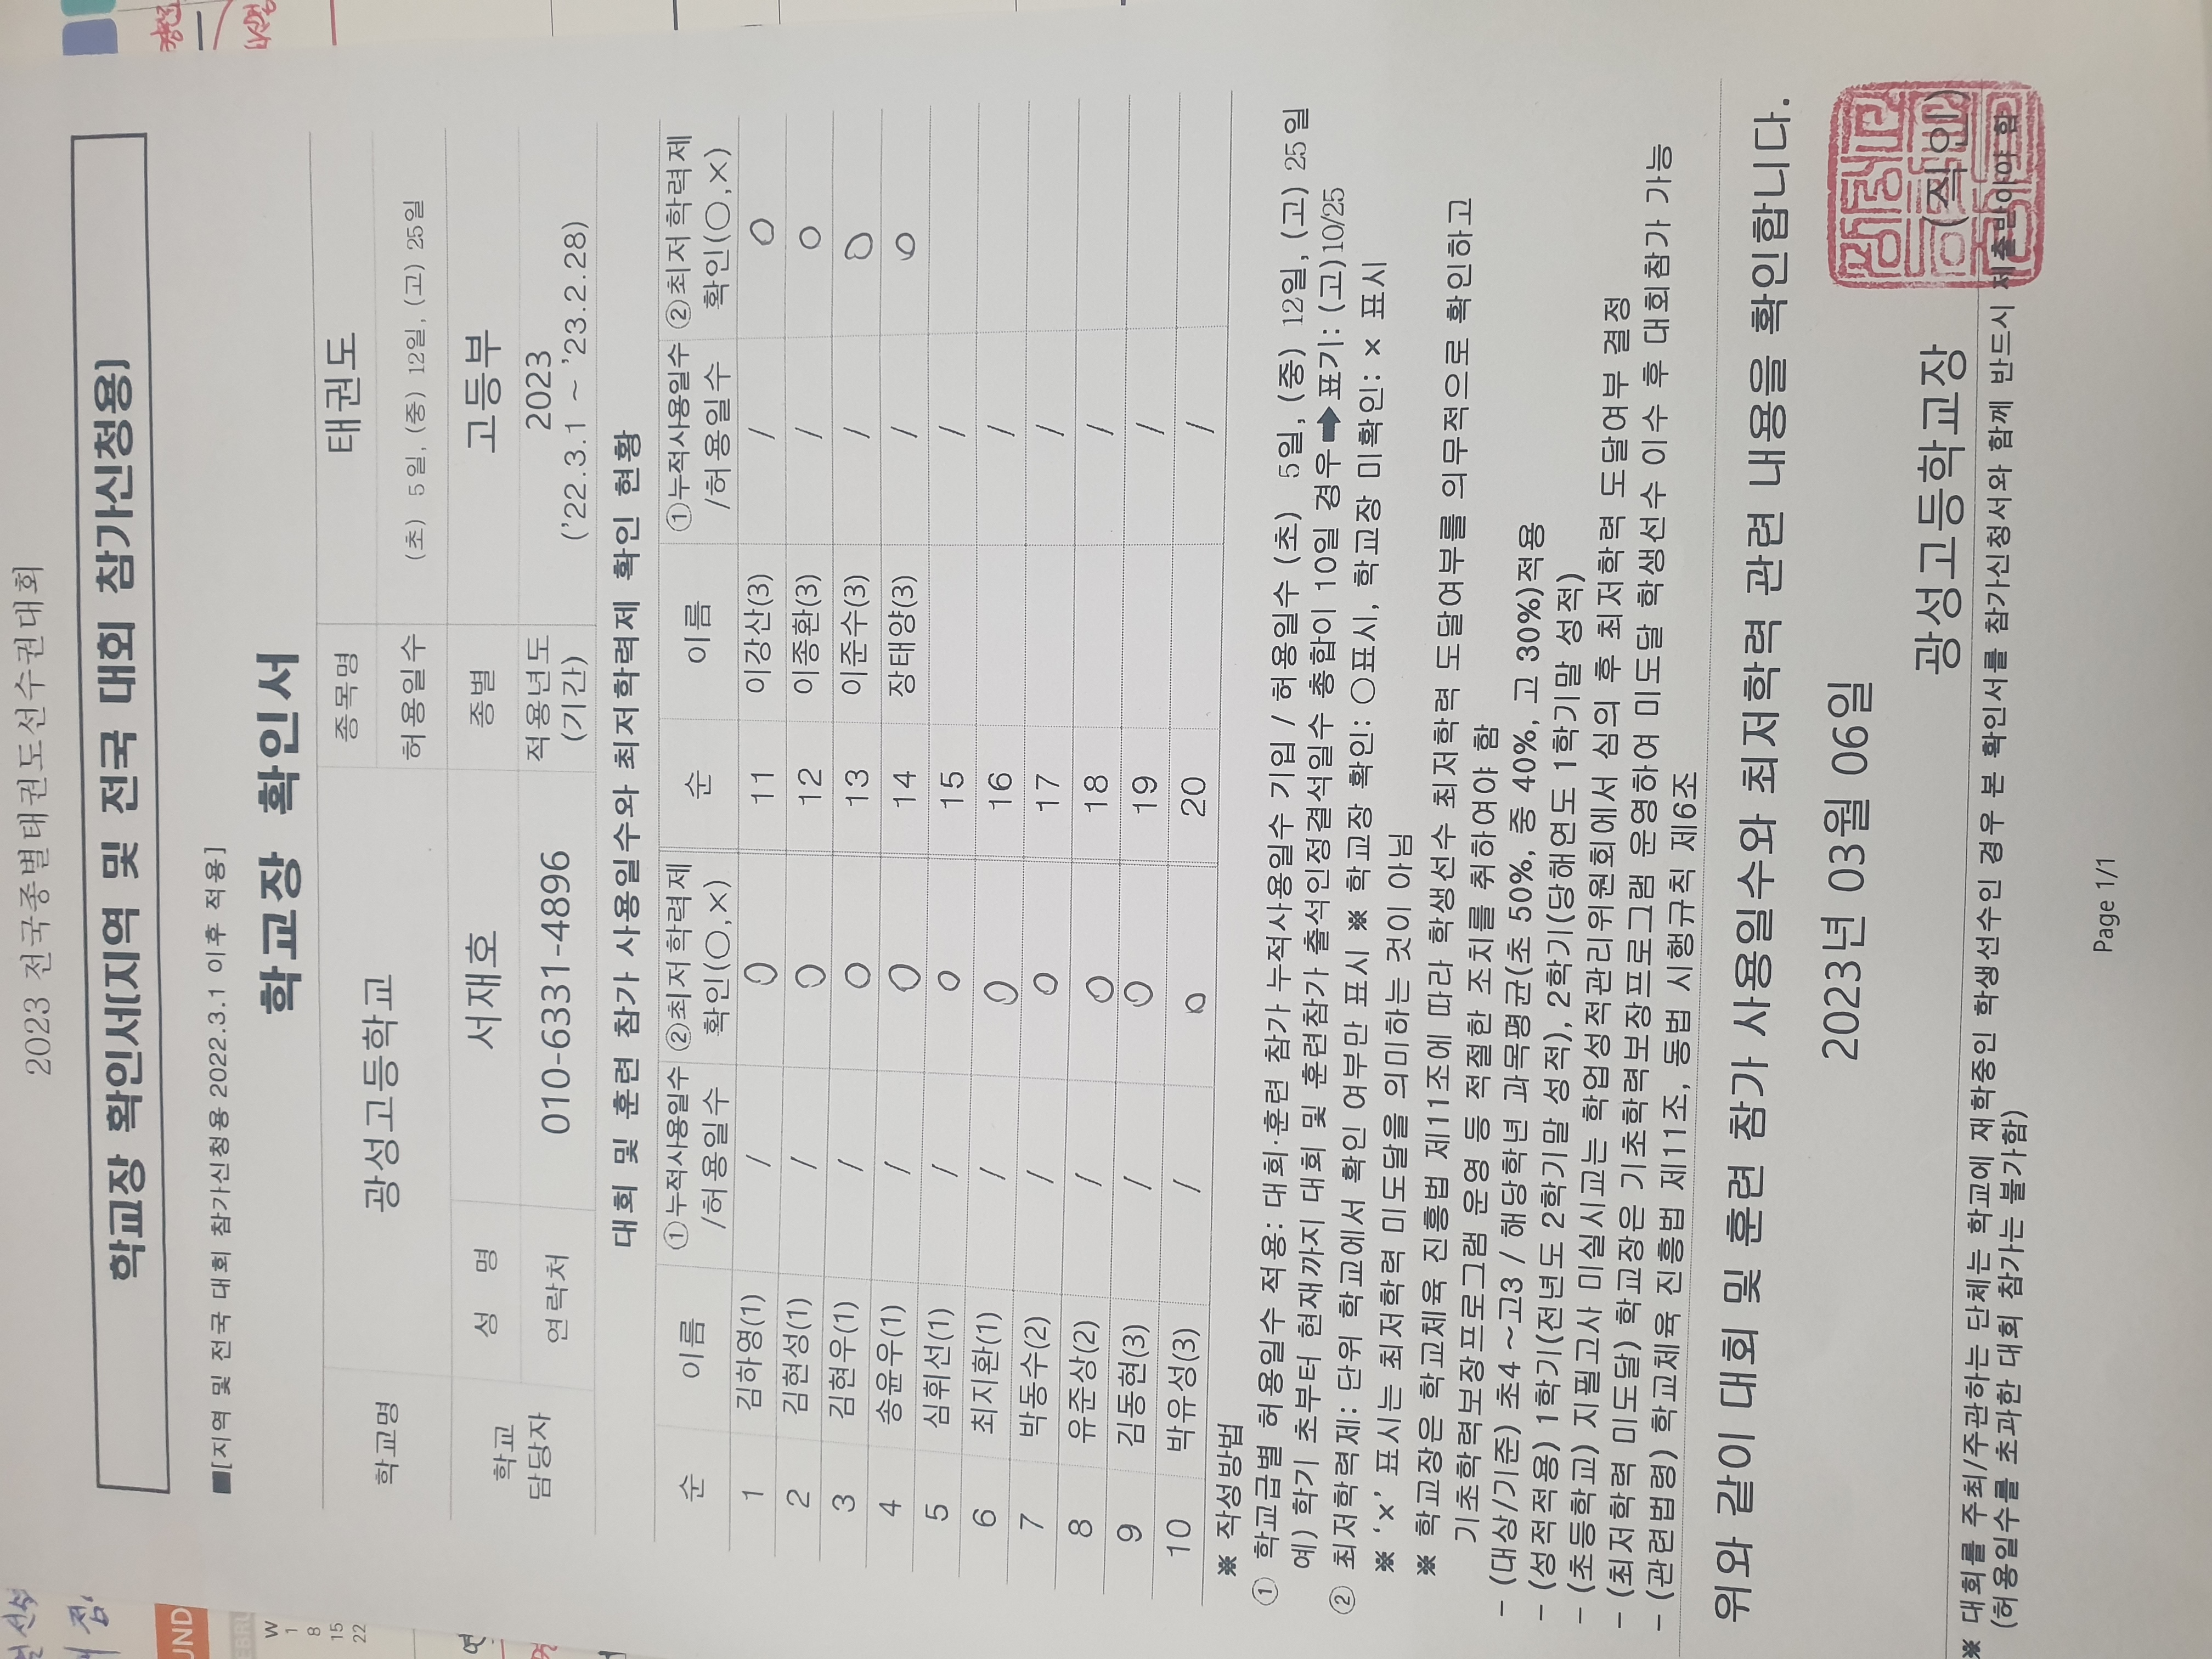 2023 전국종별태권도선수권대회
학교장 확인서[지역 및 전국 대회 참가신청용]
■[지역 및 전국 대회 참가신청용 2022.3.1 이후 적용]
학교장 확인서
학교명 광성고등학교 종목명 태권도
허용일수 (초) 5일, (중) 12일, (고) 25일
학교 담당자 성 명 서재호 종별 고등부
연락처 010-6331-4896 적용년도 (기간) 2023 ('22.3.1 ~ '23.2.28)
대회 및 훈련 참가 사용일수와 최저학력제 확인 현황
순 이름 ①누적사용일수 /허용일수 ②최저학력제 확인(○,×) 순 이름 ①누적사용일수 /허용일수 ②최저학력제 확인(○,×)
1 김하영(1) / ○ 11 이강산(3) / ○
2 김현성(1) / ○ 12 이종환(3) / ○
3 김현우(1) / ○ 13 이준수(3) / ○
4 송윤우(1) / ○ 14 장태양(3) / ○
5 심휘선(1) / ○ 15 /
6 최지환(1) / ○ 16 /
7 박동수(2) / ○ 17 /
8 유준상(2) / ○ 18 /
9 김동현(3) / ○ 19 /
10 박유성(3) / ○ 20 /
※ 작성방법
① 학교급별 허용일수 적용: 대회·훈련 참가 누적사용일수 기입 / 허용일수 (초) 5일, (중) 12일, (고) 25일
예) 학기 초부터 현재까지 대회 및 훈련참가 출석인정결석일수 총합이 10일 경우 ➡표기: (고)10/25
② 최저학력제: 단위 학교에서 확인 여부만 표시 ※ 학교장 확인: ○표시, 학교장 미확인: × 표시
※ '×' 표시는 최저학력 미도달을 의미하는 것이 아님
※ 학교장은 학교체육 진흥법 제11조에 따라 학생선수 최저학력 도달여부를 의무적으로 확인하고
기초학력보장프로그램 운영 등 적절한 조치를 취하여야 함
- (대상/기준) 초4 ~고3 / 해당학년 과목평균(초 50%, 중 40%, 고 30%)적용
- (성적적용) 1학기(전년도 2학기말 성적), 2학기(당해연도 1학기말 성적)
- (초등학교) 지필고사 미실시교는 학업성적관리위원회에서 심의 후 최저학력 도달여부 결정
- (최저학력 미도달) 학교장은 기초학력보장프로그램 운영하여 미도달 학생선수 이수 후 대회참가 가능
- (관련법령) 학교체육 진흥법 제11조, 동법 시행규칙 제6조
위와 같이 대회 및 훈련 참가 사용일수와 최저학력 관련 내용을 확인합니다.
2023년 03월 06일
광성고등학교장 (직인)
※ 대회를 주최/주관하는 단체는 학교에 재학중인 학생선수인 경우 본 확인서를 참가신청서와 함께 반드시 제출받아야 함
(허용일수를 초과한 대회 참가는 불가함)
Page 1/1
W
1
8
15
22